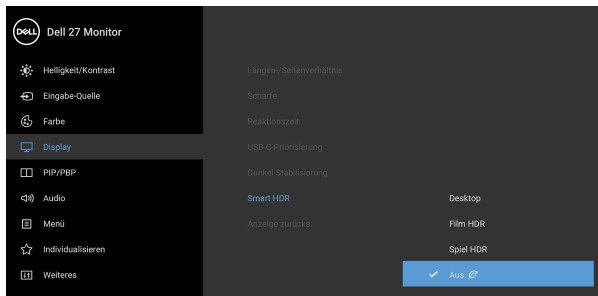 DELL Dell 27 Monitor
Helligkeit/Kontrast
Eingabe-Quelle
Farbe
Display
PIP/PBP
Audio
Menü
Individualisieren
Weiteres
Längen-/Seitenverhältnis
Schärfe
Reaktionszeit
USB-C-Priorisierung
Dunkel Stabilisierung
Smart HDR
Anzeige zurücks.
Desktop
Film HDR
Spiel HDR
Aus